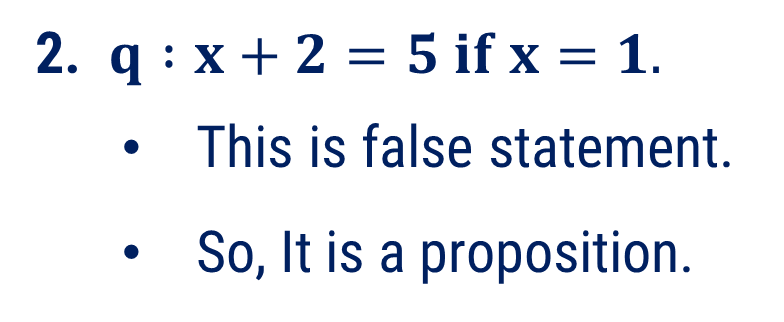 2. q : x + 2 = 5 if x = 1.
• This is false statement.
• So, It is a proposition.